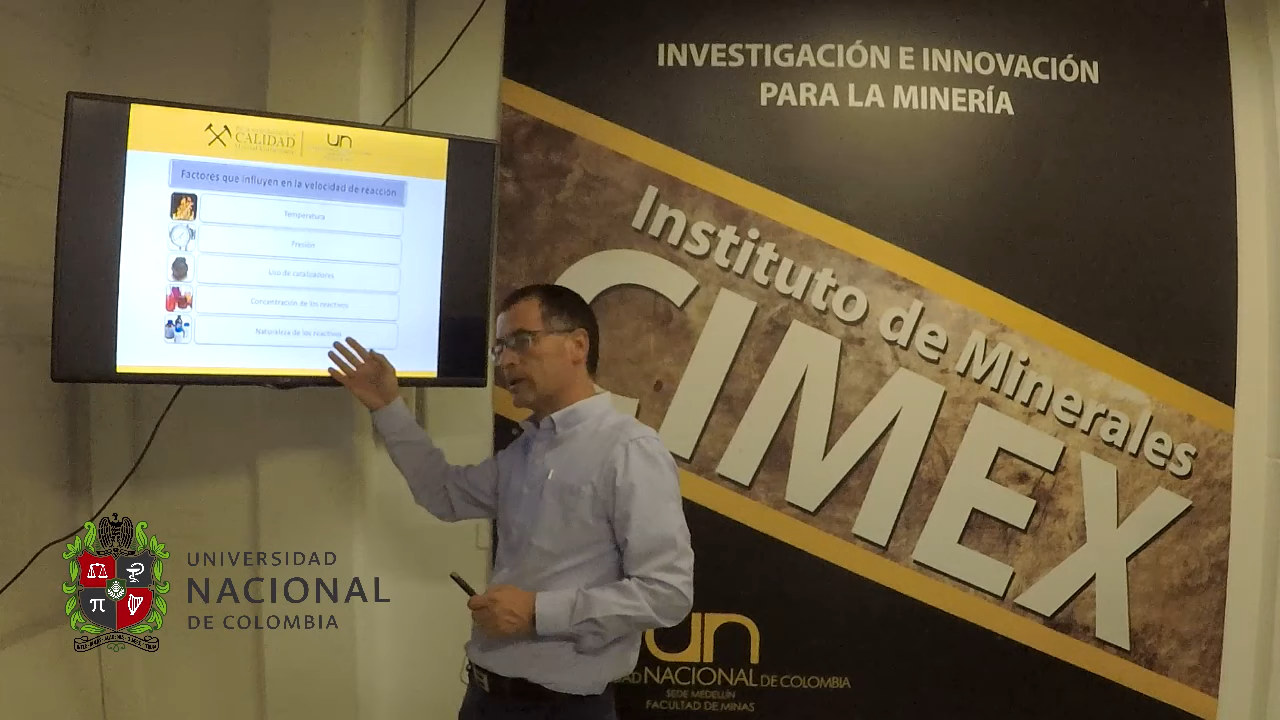 CALIDAD
un
Factores que influyen en la velocidad de reacción
Temperatura
Presión
Uso de catalizadores
Concentración de los reactivos
Naturaleza de los reactivos
INVESTIGACIÓN E INNOVACIÓN
PARA LA MINERÍA
Instituto de Minerales
CIMEX
un
NACIONAL DE COLOMBIA
SEDE MEDELLÍN
FACULTAD DE MINAS
UNIVERSIDAD
NACIONAL
DE COLOMBIA